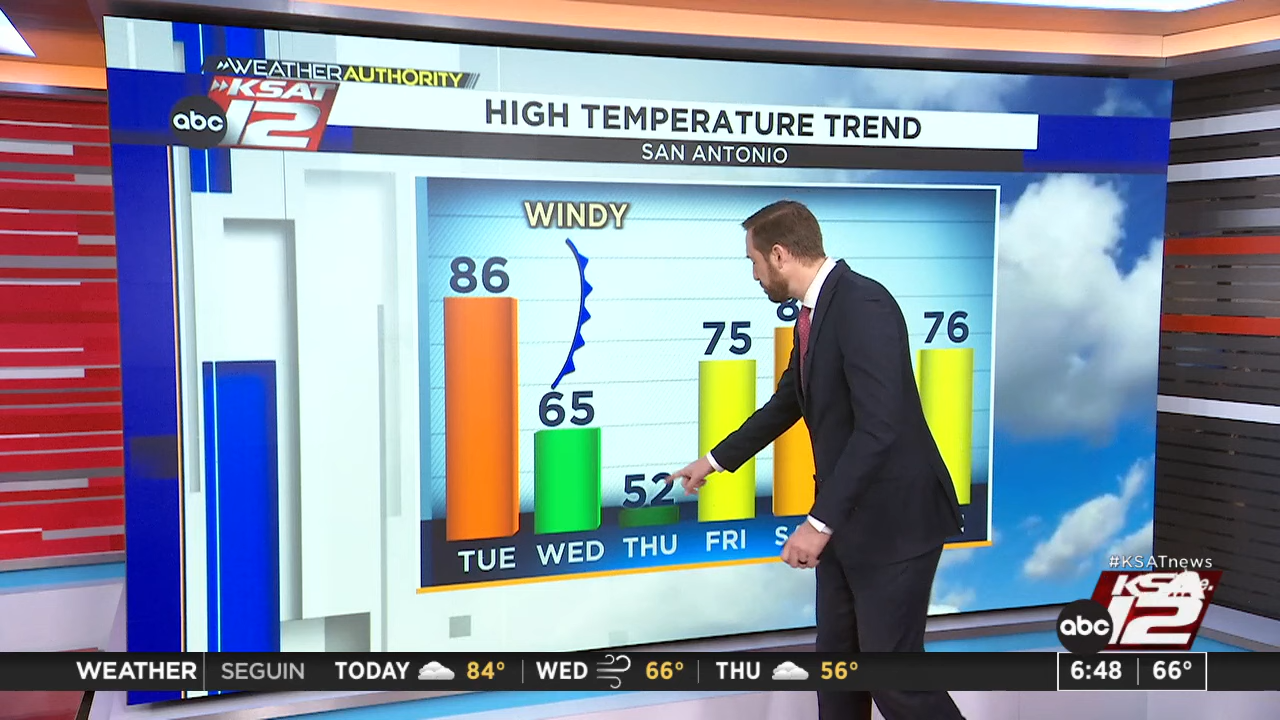 WEATHER AUTHORITY
KSAT
abc 12
HIGH TEMPERATURE TREND
SAN ANTONIO
WINDY
86
65
52
75
8
76
TUE WED THU FRI
#KSATnews
abc 12
WEATHER SEGUIN TODAY 84° WED 66° THU 56° 6:48 66°